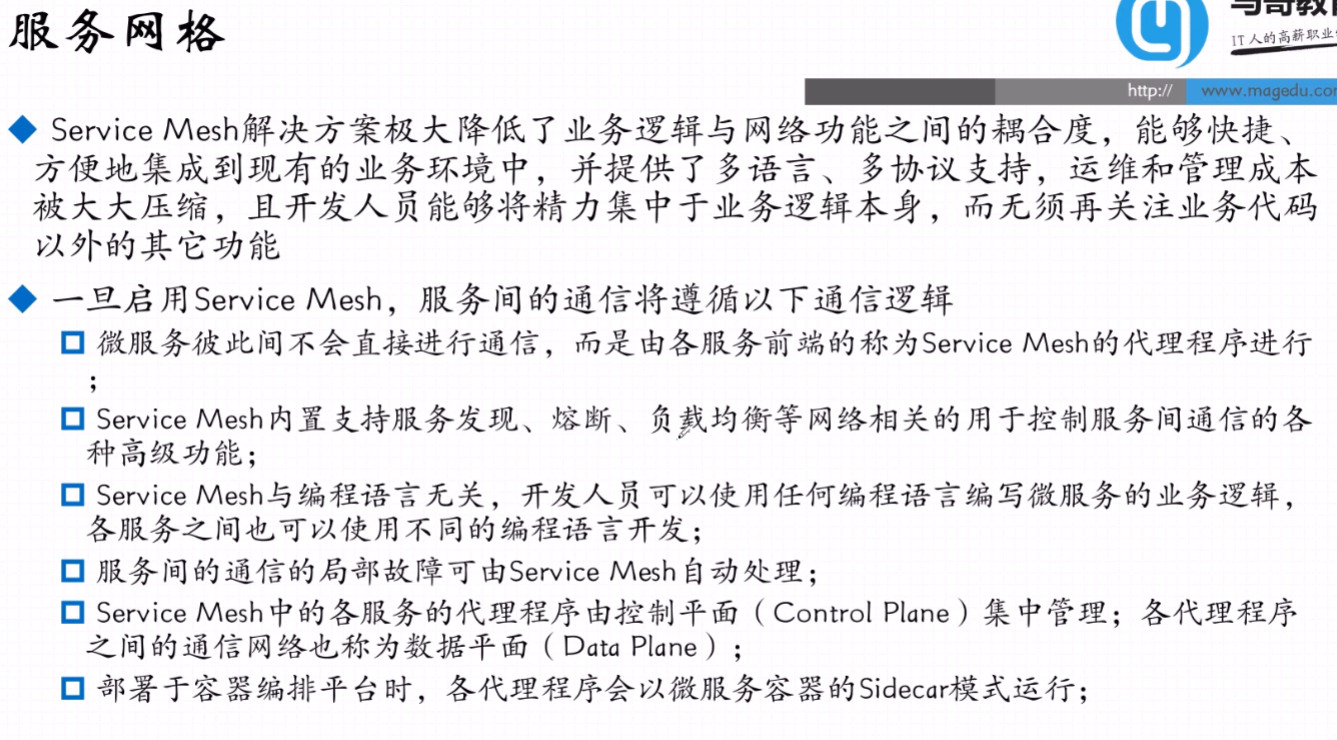 服务网格
马哥教育
IT人的高薪职业
http://
www.magedu.com
Service Mesh解决方案极大降低了业务逻辑与网络功能之间的耦合度，能够快捷、
方便地集成到现有的业务环境中，并提供了多语言、多协议支持，运维和管理成本
被大大压缩，且开发人员能够将精力集中于业务逻辑本身，而无须再关注业务代码
以外的其它功能
一旦启用Service Mesh，服务间的通信将遵循以下通信逻辑
微服务彼此间不会直接进行通信，而是由各服务前端的称为Service Mesh的代理程序进行
；
Service Mesh内置支持服务发现、熔断、负载均衡等网络相关的用于控制服务间通信的各
种高级功能；
Service Mesh与编程语言无关，开发人员可以使用任何编程语言编写微服务的业务逻辑，
各服务之间也可以使用不同的编程语言开发；
服务间的通信的局部故障可由Service Mesh自动处理；
Service Mesh中的各服务的代理程序由控制平面（Control Plane）集中管理；各代理程序
之间的通信网络也称为数据平面（Data Plane）；
部署于容器编排平台时，各代理程序会以微服务容器的Sidecar模式运行；